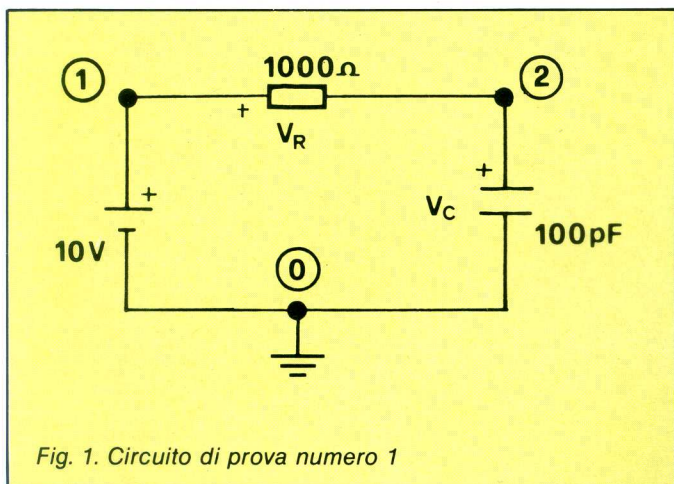 1000Ω
1
2
+
V_R
+
+
10V
V_C
100pF
0
Fig. 1. Circuito di prova numero 1